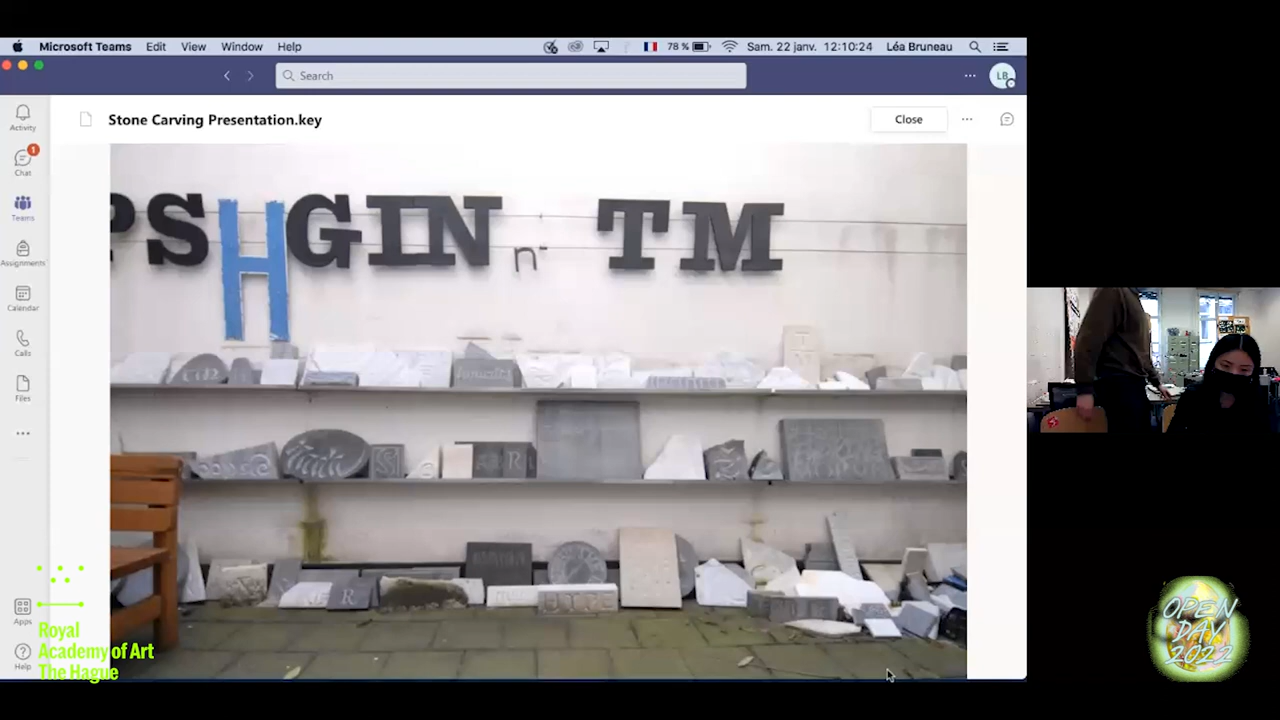 Microsoft Teams Edit View Window Help 78 % Sam. 22 janv. 12:10:24 Léa Bruneau
Search
LB
Activity
Stone Carving Presentation.key
Close
1
Chat
Teams
Assignments
Calendar
Calls
Files
Apps
Help
PSHGIN n TM
R
R
Royal
Academy of Art
The Hague
OPEN
DAY
2022